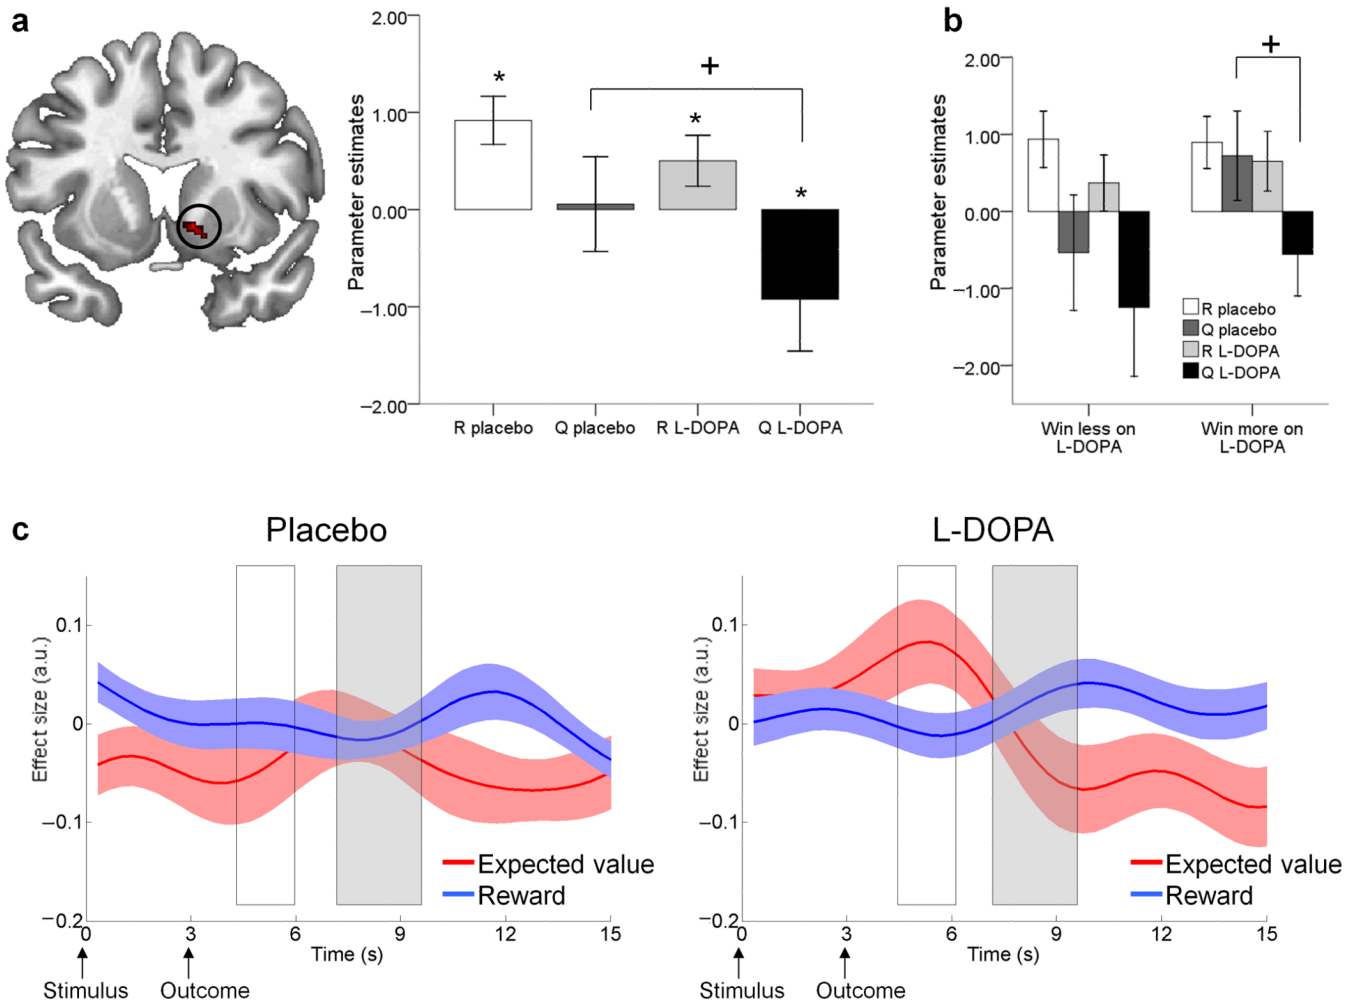 a
2.00
1.00
0.00
−1.00
−2.00
Parameter estimates
*
+
*
*
R placebo
Q placebo
R L-DOPA
Q L-DOPA
b
2.00
1.00
0.00
−1.00
−2.00
Parameter estimates
+
R placebo
Q placebo
R L-DOPA
Q L-DOPA
Win less on
L-DOPA
Win more on
L-DOPA
c
Placebo
0.1
0
−0.1
−0.2
Effect size (a.u.)
Expected value
Reward
0 3 6 9 12 15
Time (s)
Stimulus Outcome
L-DOPA
0.1
0
−0.1
−0.2
Effect size (a.u.)
Expected value
Reward
0 3 6 9 12 15
Time (s)
Stimulus Outcome